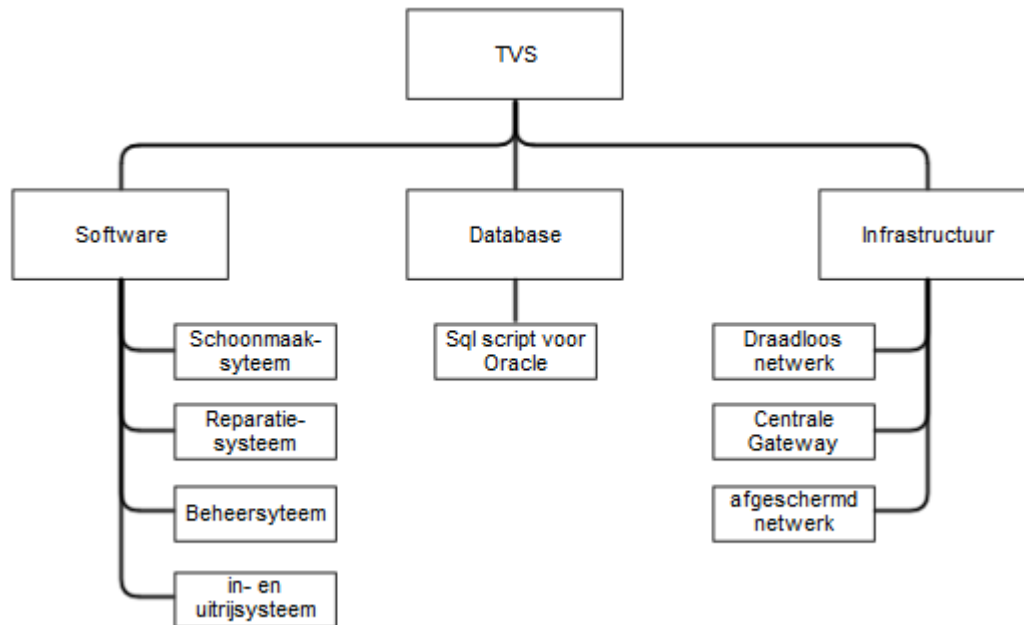 TVS
Software
Database
Infrastructuur
Schoonmaak-
syteem
Sql script voor
Oracle
Draadloos
netwerk
Reparatie-
systeem
Centrale
Gateway
Beheersyteem
afgeschermd
netwerk
in- en
uitrijsysteem